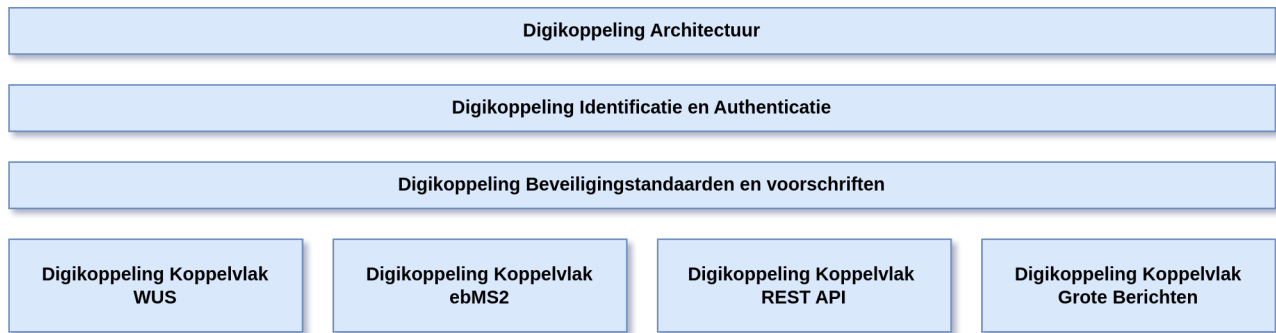 Digikoppeling Architectuur
Digikoppeling Identificatie en Authenticatie
Digikoppeling Beveiligingstandaarden en voorschriften
Digikoppeling Koppelvlak
WUS
Digikoppeling Koppelvlak
ebMS2
Digikoppeling Koppelvlak
REST API
Digikoppeling Koppelvlak
Grote Berichten